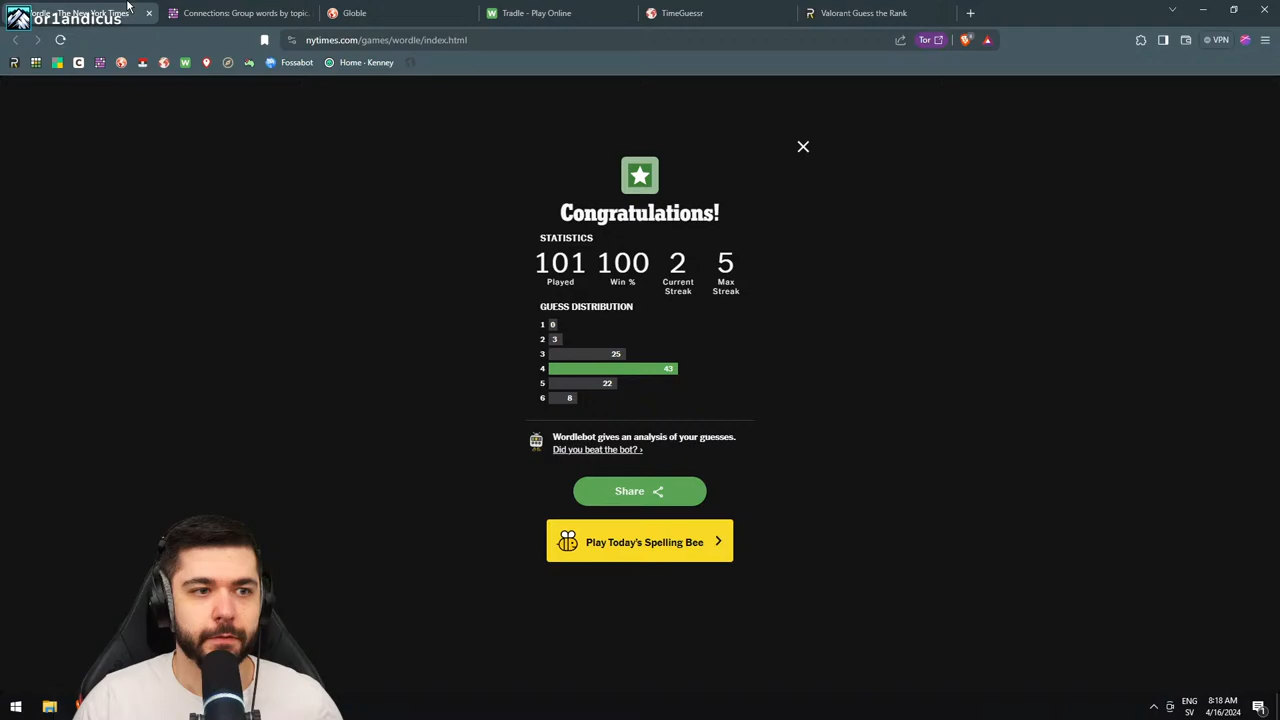 or1andicus
The New York Times
Connections: Group words by topic.
Globle
Tradle - Play Online
TimeGuessr
Valorant Guess the Rank
nytimes.com/games/wordle/index.html
Tor
VPN
Fossabot
Home · Kenney
Congratulations!
STATISTICS
101 100 2 5
Played Win % Current Streak Max Streak
GUESS DISTRIBUTION
1 0
2 3
3 25
4 43
5 22
6 8
Wordlebot gives an analysis of your guesses.
Did you beat the bot? ›
Share
Play Today's Spelling Bee
ENG 8:18 AM
SV 4/16/2024